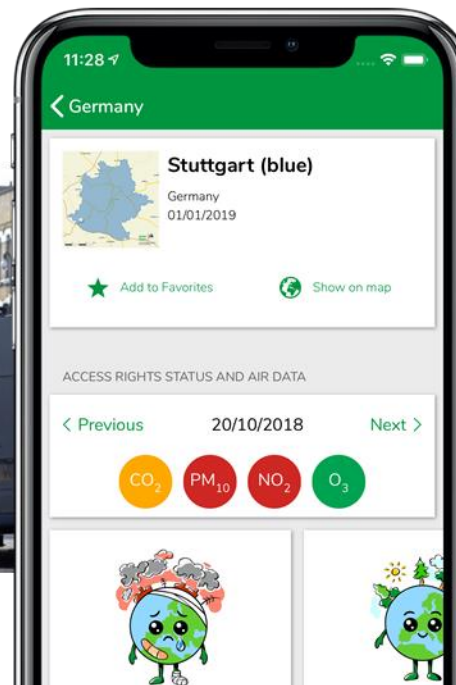 11:28
Germany
Stuttgart (blue)
Germany
01/01/2019
Add to Favorites
Show on map
ACCESS RIGHTS STATUS AND AIR DATA
< Previous
20/10/2018
Next >
CO₂
PM₁₀
NO₂
O₃